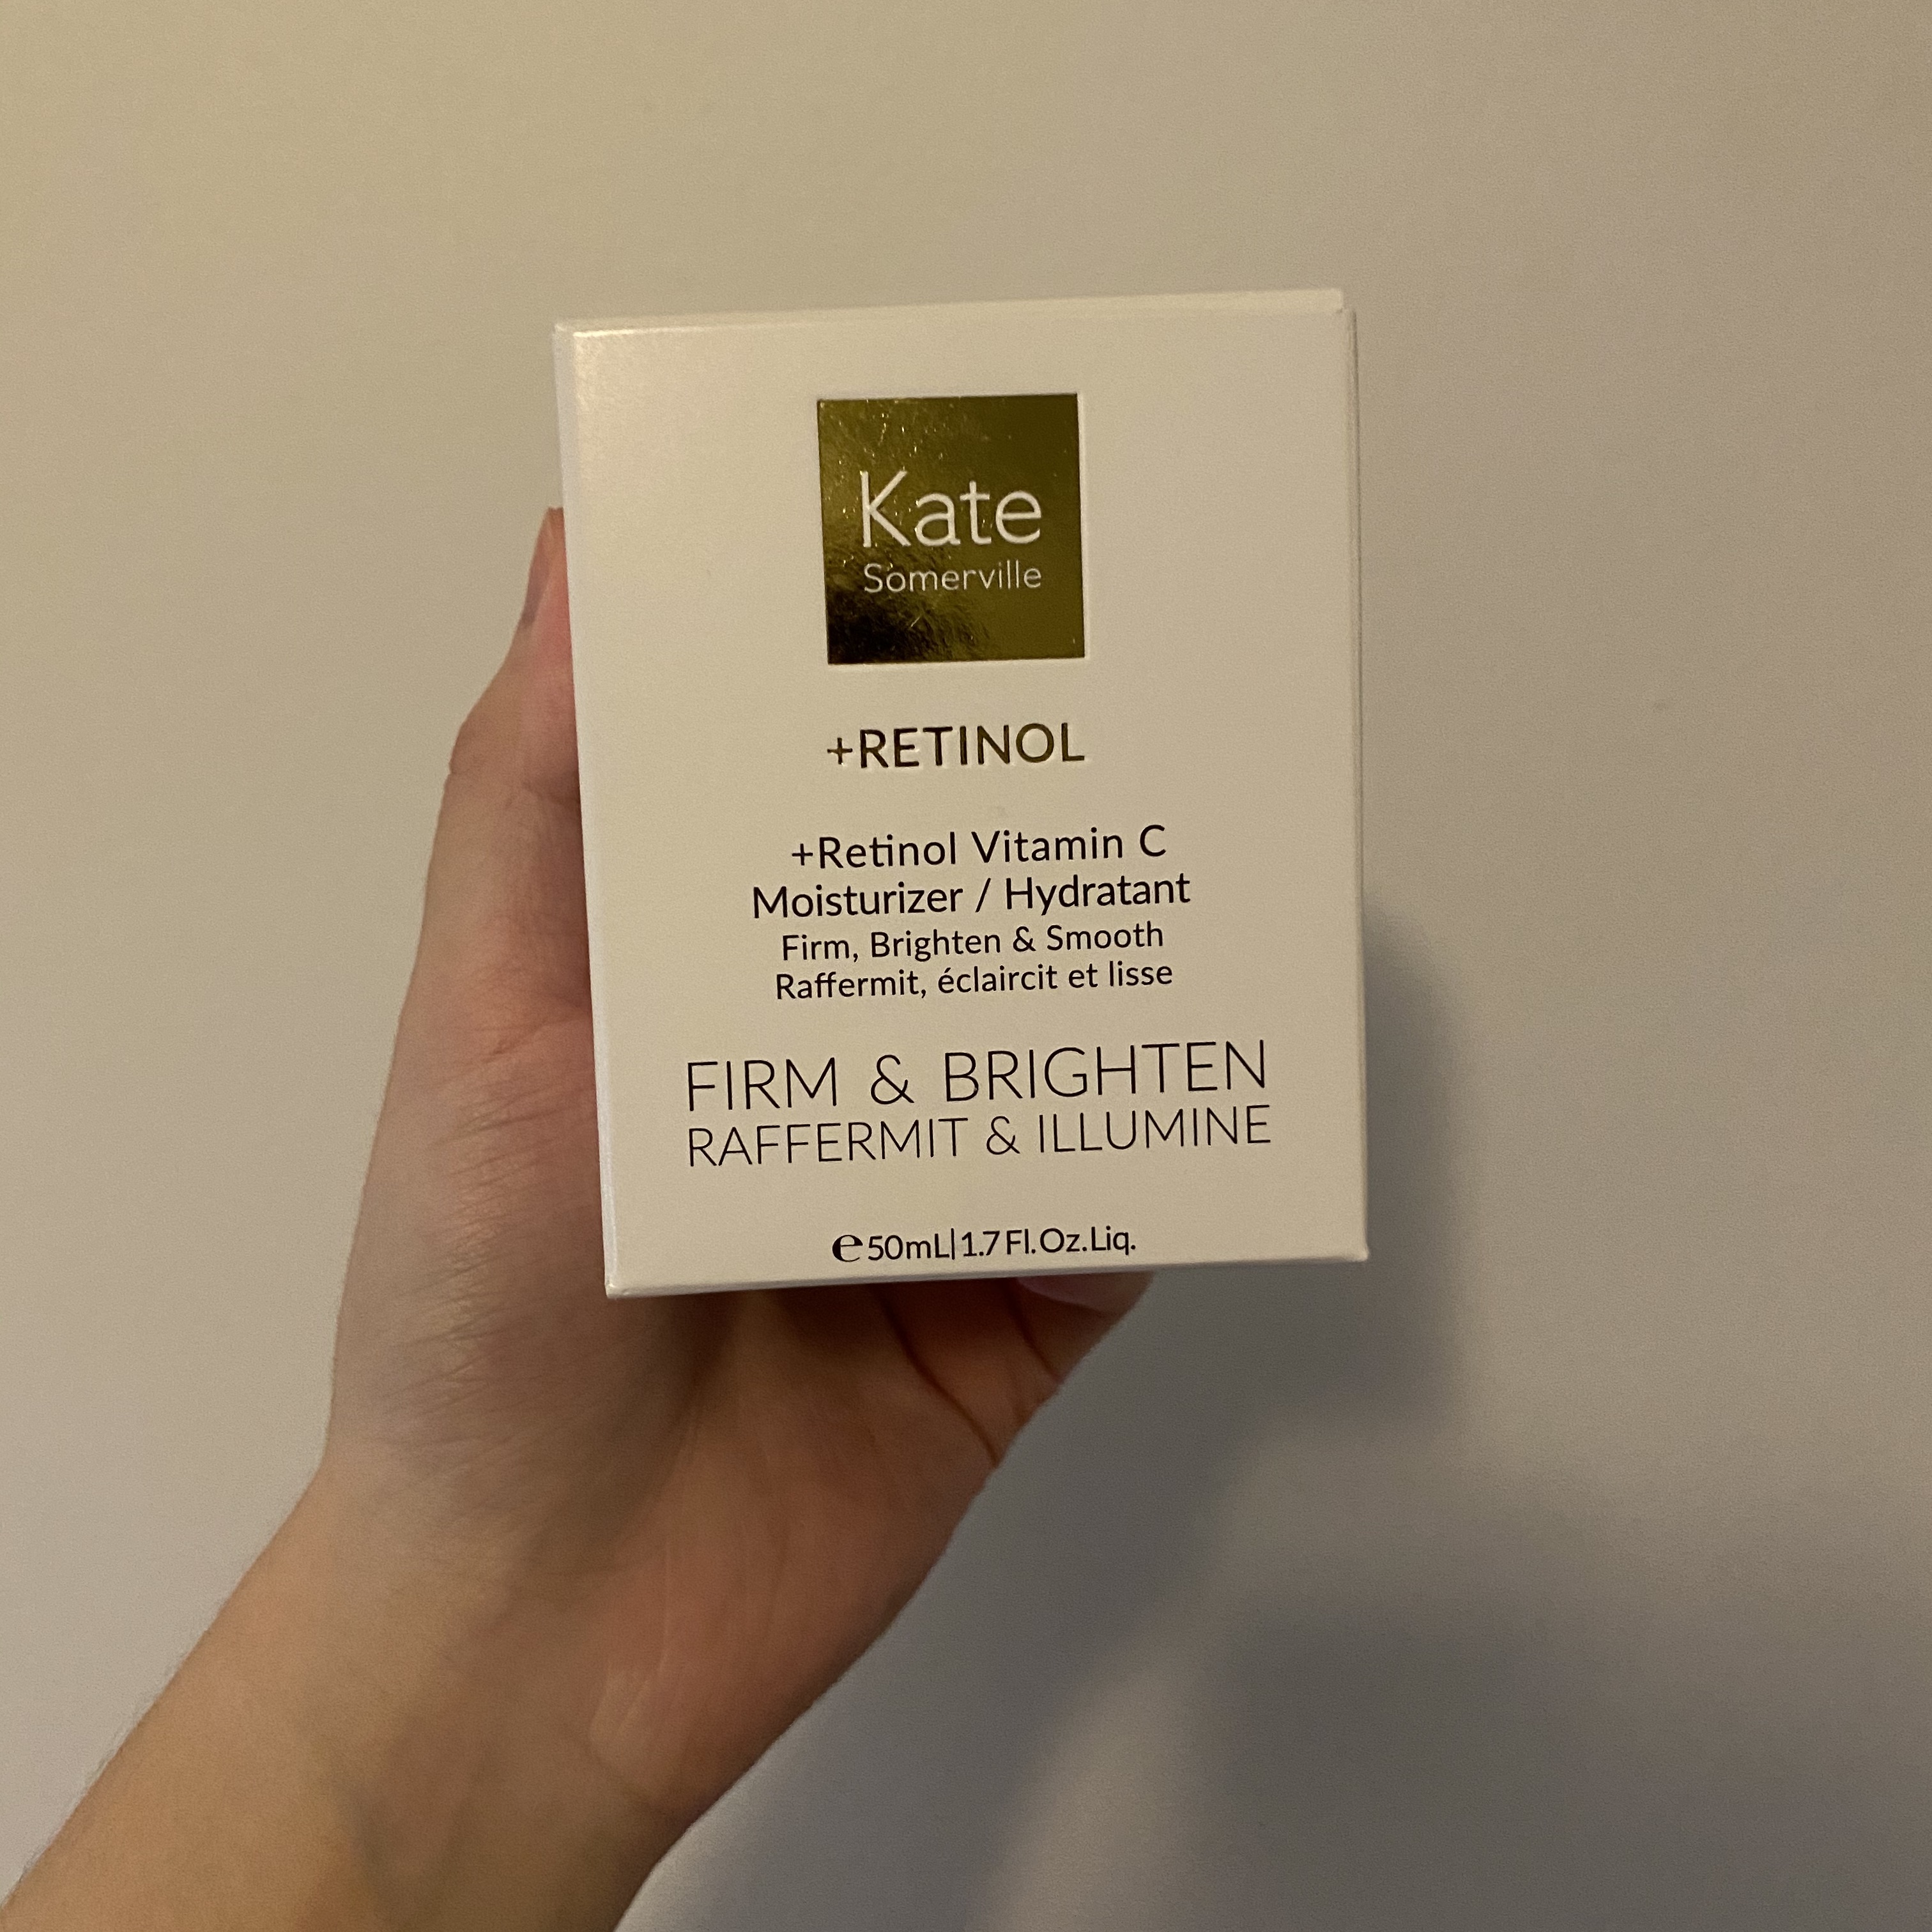 Kate
Somerville
+RETINOL
+Retinol Vitamin C
Moisturizer / Hydratant
Firm, Brighten & Smooth
Raffermit, éclaircit et lisse
FIRM & BRIGHTEN
RAFFERMIT & ILLUMINE
℮50mL|1.7 Fl.Oz.Liq.